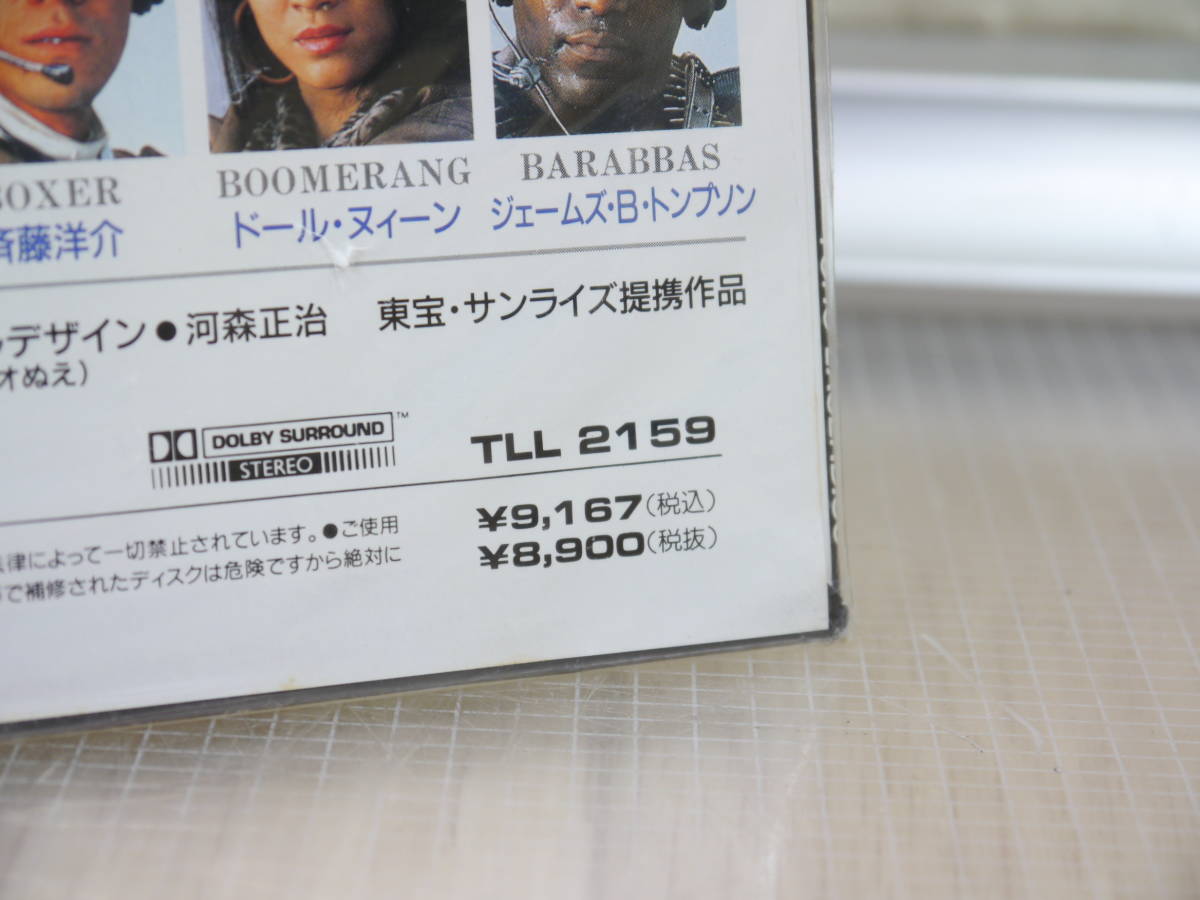 BOXER BOOMERANG BARABBAS
斉藤洋介 ドール・ヌィーン ジェームズ・B・トンプソン
デザイン●河森正治 東宝・サンライズ提携作品
オぬえ)
DOLBY SURROUND™
STEREO
TLL 2159
¥9,167(税込)
¥8,900(税抜)
律によって一切禁止されています。●ご使用
で補修されたディスクは危険ですから絶対に